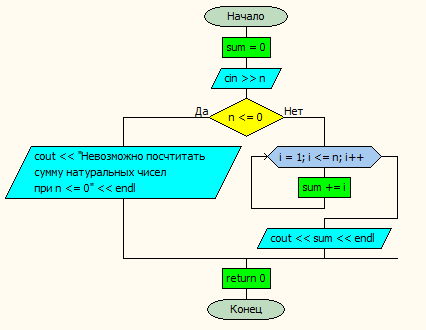 Начало
sum = 0
cin >> n
n <= 0
Да
Нет
cout << "Невозможно посчтитать
сумму натуральных чисел
при n <= 0" << endl
i = 1; i <= n; i++
sum += i
cout << sum << endl
return 0
Конец